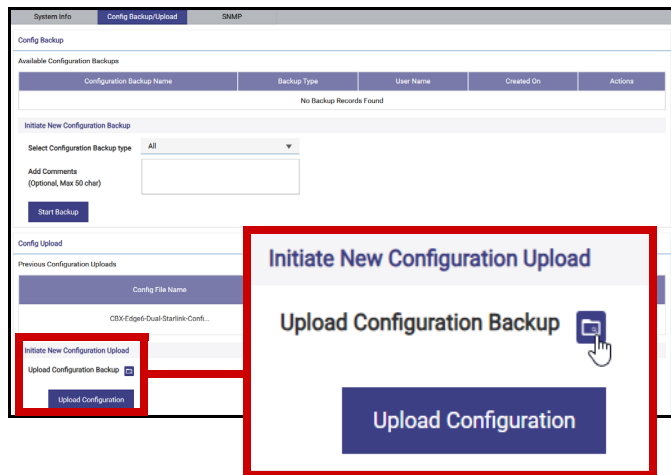 System Info Config Backup/Upload SNMP
Config Backup
Available Configuration Backups
Configuration Backup Name Backup Type User Name Created On Actions
No Backup Records Found
Initiate New Configuration Backup
Select Configuration Backup type All
Add Comments
(Optional, Max 50 char)
Start Backup
Config Upload
Previous Configuration Uploads
Config File Name
CBX-Edge6-Dual-Starlink-Confi...
Initiate New Configuration Upload
Upload Configuration Backup
Upload Configuration
Initiate New Configuration Upload
Upload Configuration Backup
Upload Configuration